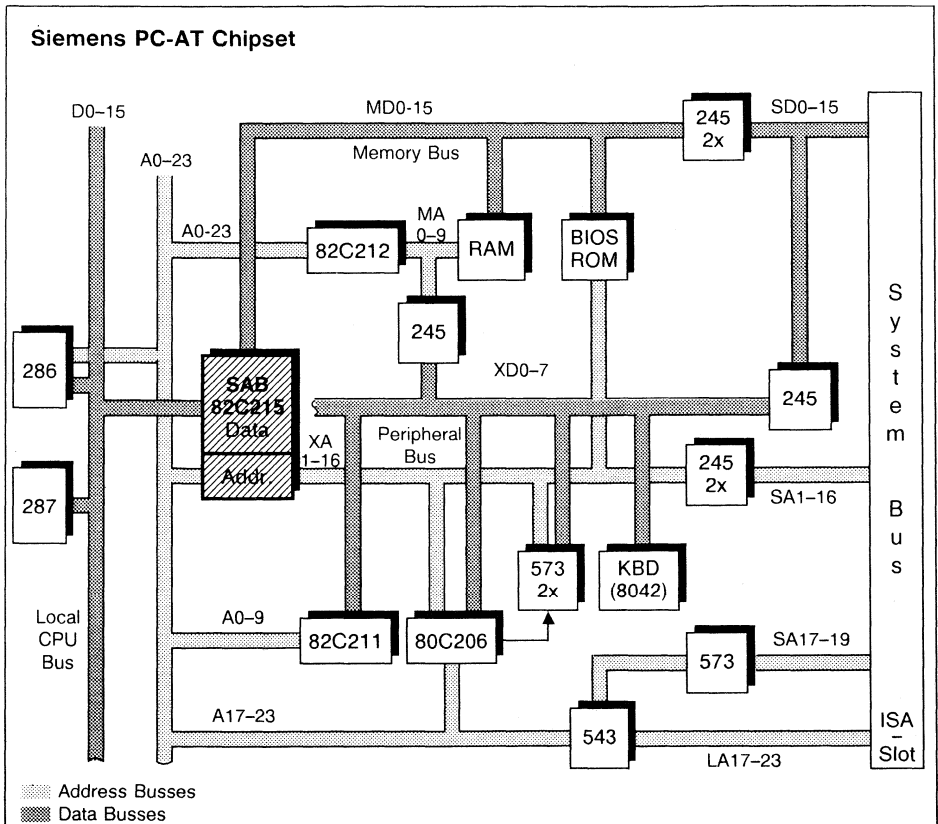 Siemens PC-AT Chipset
D0–15
MD0-15
SD0–15
245
2x
Memory Bus
A0–23
A0-23
82C212
MA
0–9
RAM
BIOS
ROM
245
286
XD0–7
SAB
82C215
Data
Addr.
XA
1–16
Peripheral
Bus
245
245
2x
SA1–16
287
573
2x
KBD
(8042)
Local
CPU
Bus
A0–9
82C211
80C206
SA17–19
573
A17–23
543
LA17–23
System
Bus
ISA
–
Slot
Address Busses
Data Busses